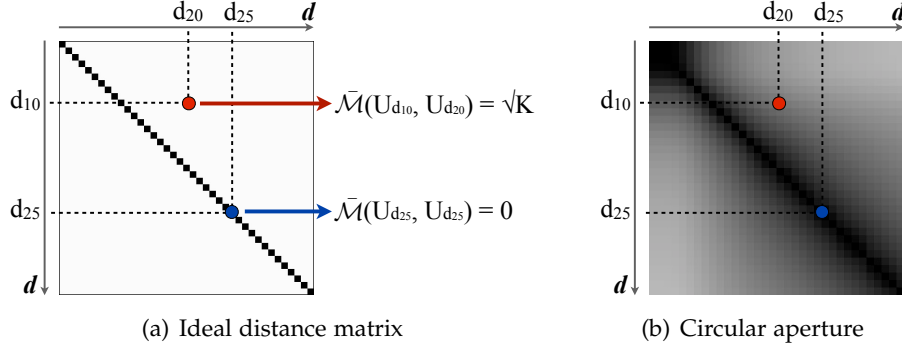 d20 d25 d
d10
M̄(Ud10, Ud20) = √K
d25
M̄(Ud25, Ud25) = 0
d
(a) Ideal distance matrix
d20 d25 d
d10
d25
d
(b) Circular aperture